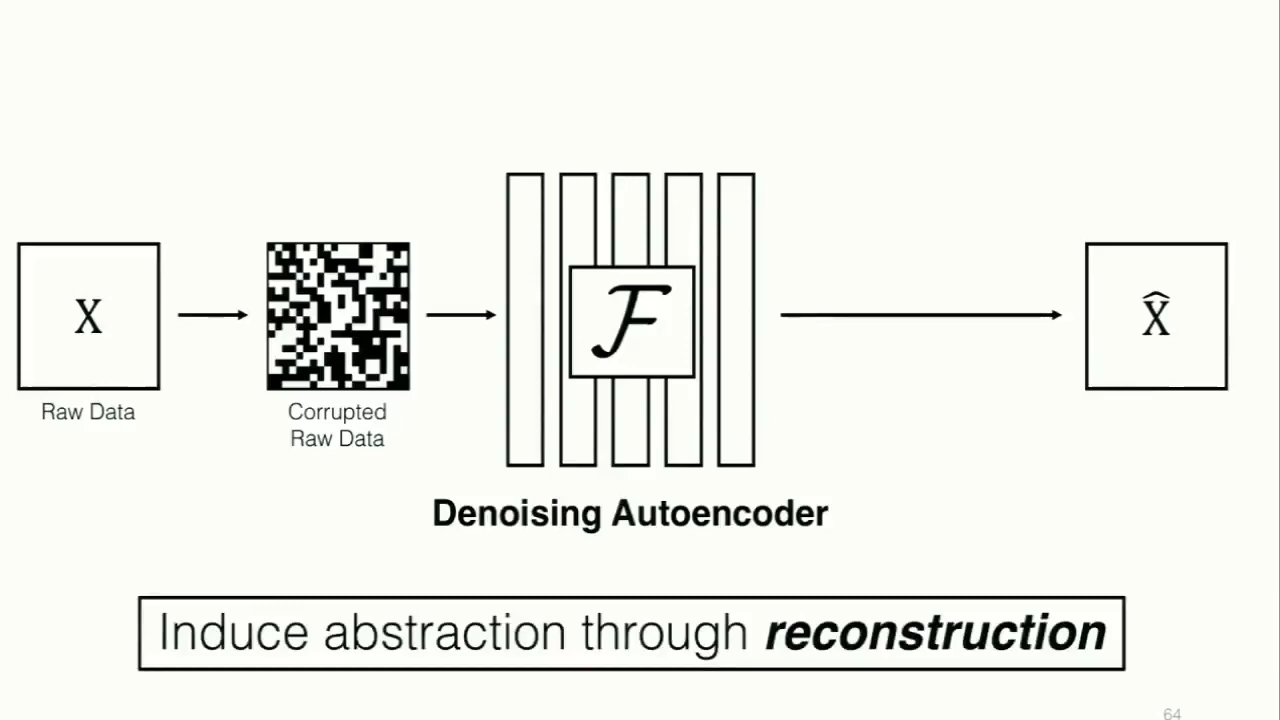 X
Raw Data
Corrupted
Raw Data
ℱ
X̂
Denoising Autoencoder
Induce abstraction through reconstruction
64